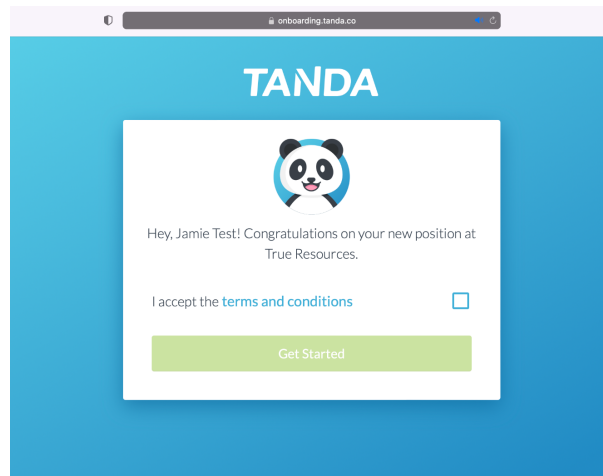 onboarding.tanda.co
TANDA
Hey, Jamie Test! Congratulations on your new position at
True Resources.
I accept the terms and conditions
Get Started